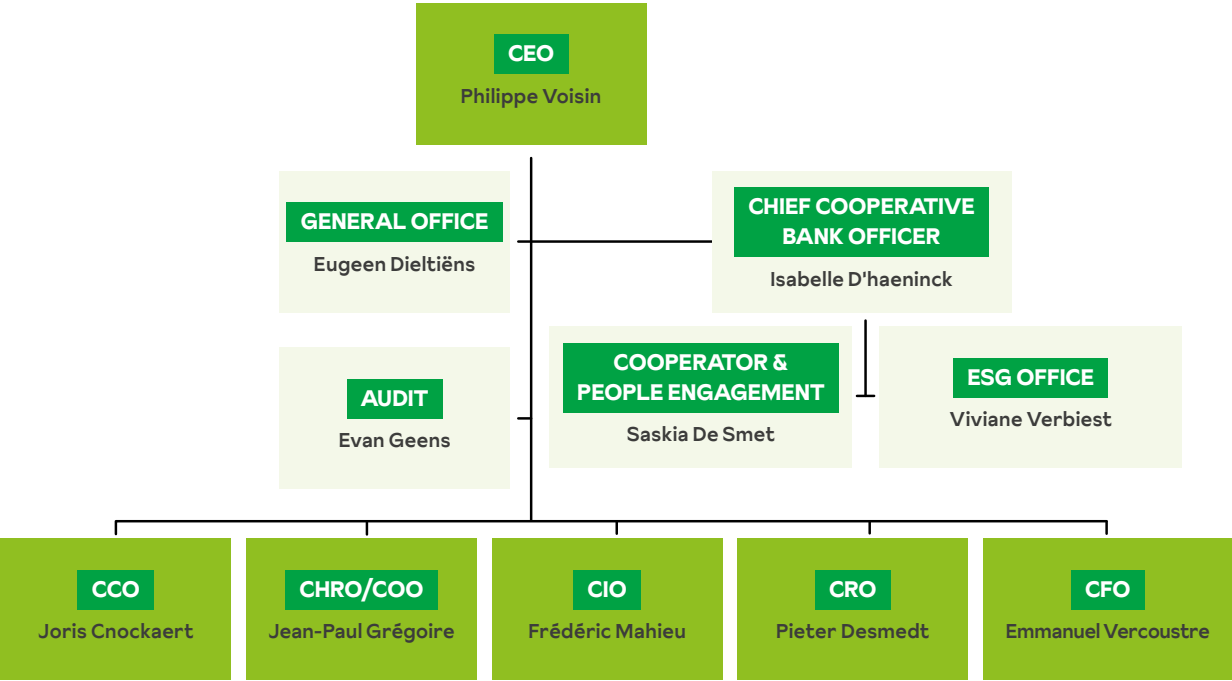 CEO
Philippe Voisin
GENERAL OFFICE
Eugeen Dieltiëns
CHIEF COOPERATIVE
BANK OFFICER
Isabelle D'haeninck
AUDIT
Evan Geens
COOPERATOR &
PEOPLE ENGAGEMENT
Saskia De Smet
ESG OFFICE
Viviane Verbiest
CCO
Joris Cnockaert
CHRO/COO
Jean-Paul Grégoire
CIO
Frédéric Mahieu
CRO
Pieter Desmedt
CFO
Emmanuel Vercoustre